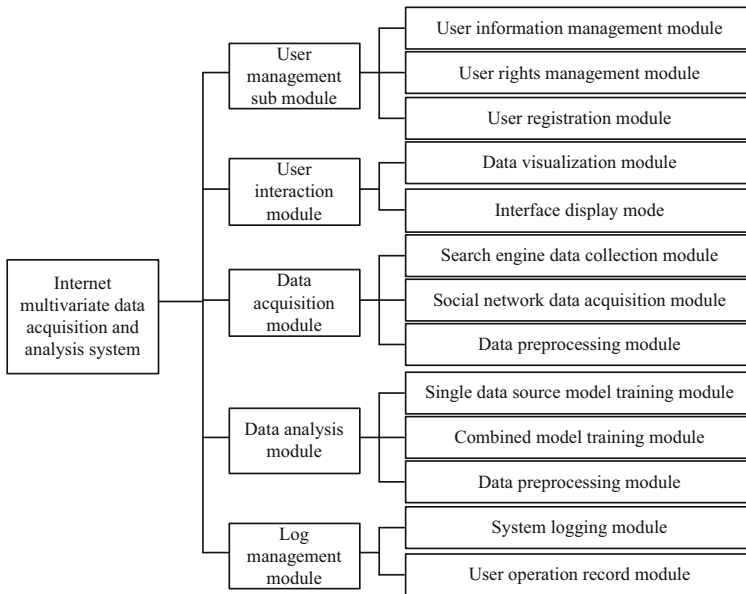 Internet
multivariate data
acquisition and
analysis system
User
management
sub module
User information management module
User rights management module
User registration module
User
interaction
module
Data visualization module
Interface display mode
Data
acquisition
module
Search engine data collection module
Social network data acquisition module
Data preprocessing module
Data analysis
module
Single data source model training module
Combined model training module
Data preprocessing module
Log
management
module
System logging module
User operation record module